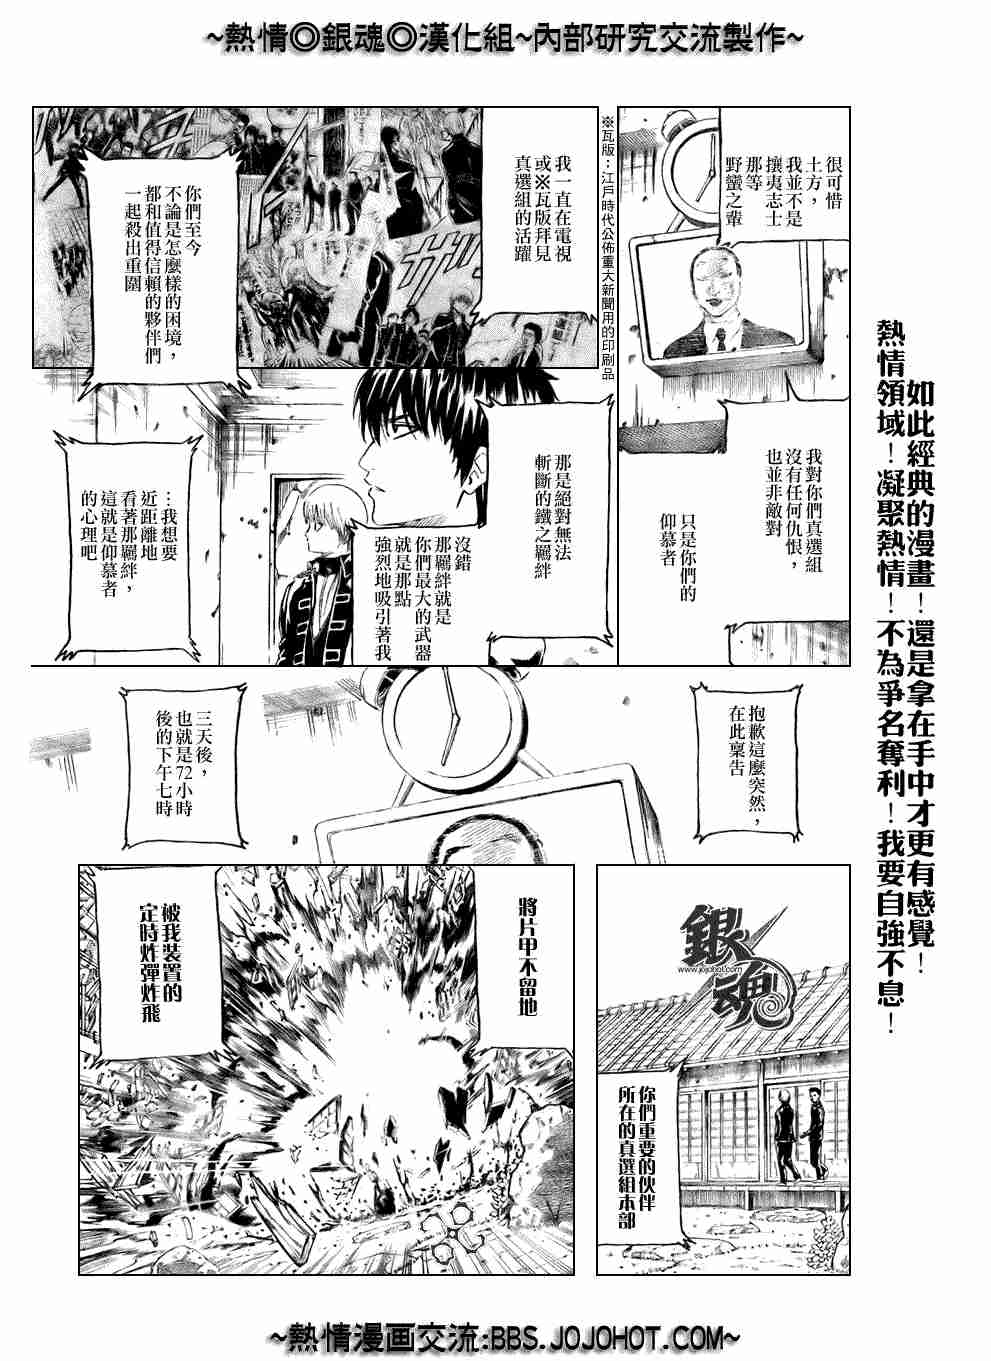 ~熱情◎銀魂◎漢化組~內部研究交流製作~
很可惜
土方，
我並不是
攘夷志士
那等
野蠻之輩
我對你們真選組
沒有任何仇恨，
也並非敵對
只是你們的
仰慕者
※瓦版：江戶時代公佈重大新聞用的印刷品
我一直在電視
或※瓦版拜見
真選組的活躍
你們至今
不論是怎麼樣的困境，
都和值得信賴的夥伴們
一起殺出重圍
那是絕對無法
斬斷的鐵之羈絆
沒錯
那羈絆就是
你們最大的武器
就是那點
強烈地吸引著我
…我想要
近距離地
看著那羈絆，
這就是仰慕者
的心理吧
抱歉這麼突然，
在此稟告
三天後，
也就是72小時
後的下午七時
銀魂
www.jojohot.com
你們重要的伙伴
所在的真選組本部
將片甲不留地
被我裝置的
定時炸彈炸飛
如此經典的漫畫！還是拿在手中才更有感覺！
熱情領域！凝聚熱情！不為爭名奪利！我要自強不息！
~熱情漫画交流:BBS.JOJOHOT.COM~